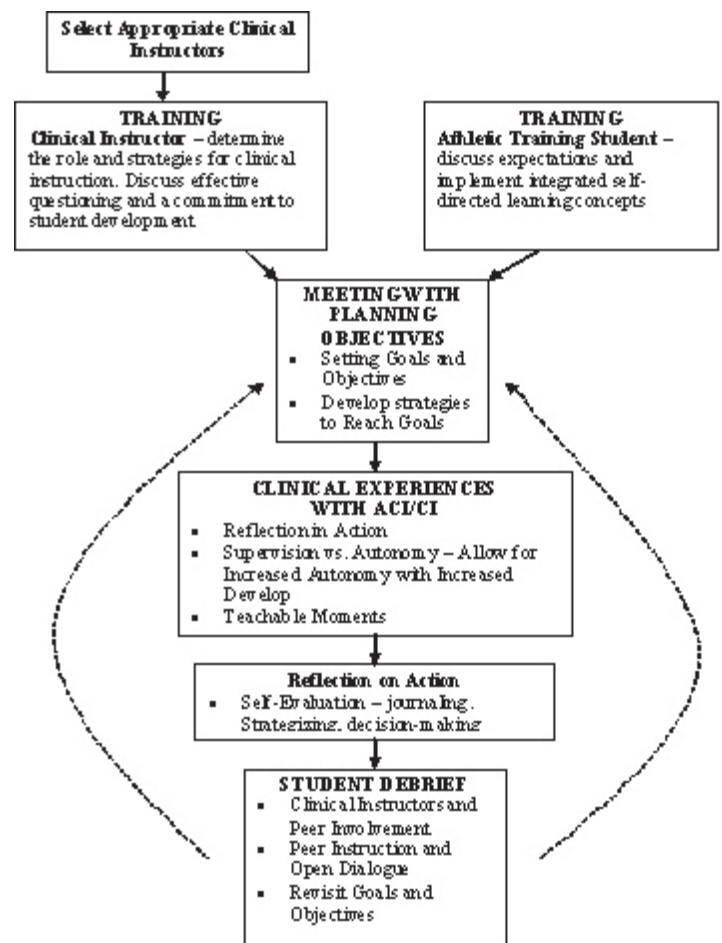 Select Appropriate Clinical
Instructors
TRAINING
Clinical Instructor – determine
the role and strategies for clinical
instruction. Discuss effective
questioning and a commitment to
student development
TRAINING
Athletic Training Student –
discuss expectations and
implement integrated self-
directed learning concepts
MEETING WITH
PLANNING
OBJECTIVES
▪ Setting Goals and
Objectives
▪ Develop strategies
to Reach Goals
CLINICAL EXPERIENCES
WITH ACI/CI
▪ Reflection in Action
▪ Supervision vs. Autonomy – Allow for
Increased Autonomy with Increased
Develop
▪ Teachable Moments
Reflection on Action
▪ Self-Evaluation – journaling,
Strategizing, decision-making
STUDENT DEBRIEF
▪ Clinical Instructors and
Peer Involvement
▪ Peer Instruction and
Open Dialogue
▪ Revisit Goals and
Objectives